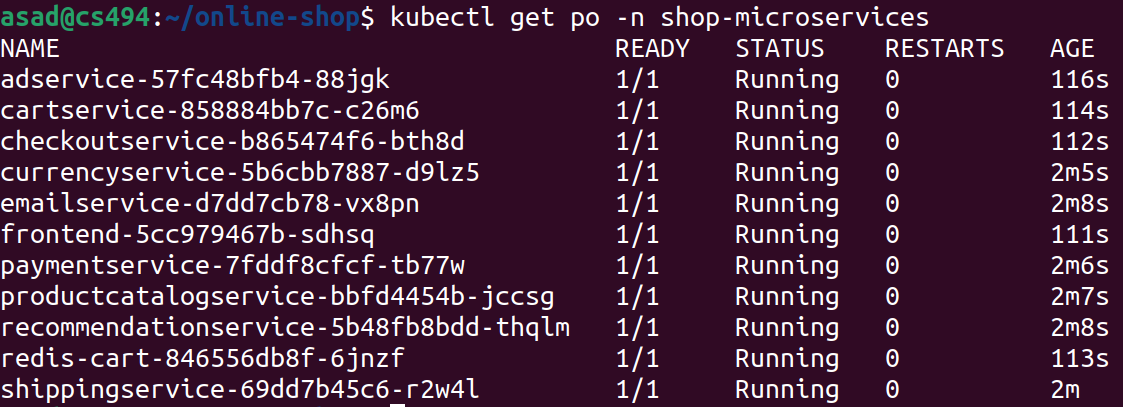 asad@cs494:~/online-shop$ kubectl get po -n shop-microservices
NAME READY STATUS RESTARTS AGE
adservice-57fc48bfb4-88jgk 1/1 Running 0 116s
cartservice-858884bb7c-c26m6 1/1 Running 0 114s
checkoutservice-b865474f6-bth8d 1/1 Running 0 112s
currencyservice-5b6cbb7887-d9lz5 1/1 Running 0 2m5s
emailservice-d7dd7cb78-vx8pn 1/1 Running 0 2m8s
frontend-5cc979467b-sdhsq 1/1 Running 0 111s
paymentservice-7fddf8cfcf-tb77w 1/1 Running 0 2m6s
productcatalogservice-bbfd4454b-jccsg 1/1 Running 0 2m7s
recommendationservice-5b48fb8bdd-thqlm 1/1 Running 0 2m8s
redis-cart-846556db8f-6jnzf 1/1 Running 0 113s
shippingservice-69dd7b45c6-r2w4l 1/1 Running 0 2m